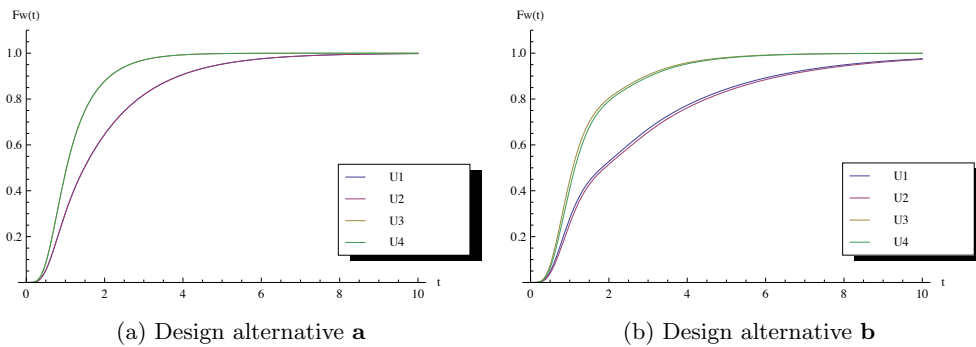 Fw(t)
1.0
0.8
0.6
0.4
0.2
0 2 4 6 8 10
t
U1
U2
U3
U4
(a) Design alternative a
Fw(t)
1.0
0.8
0.6
0.4
0.2
0 2 4 6 8 10
t
U1
U2
U3
U4
(b) Design alternative b